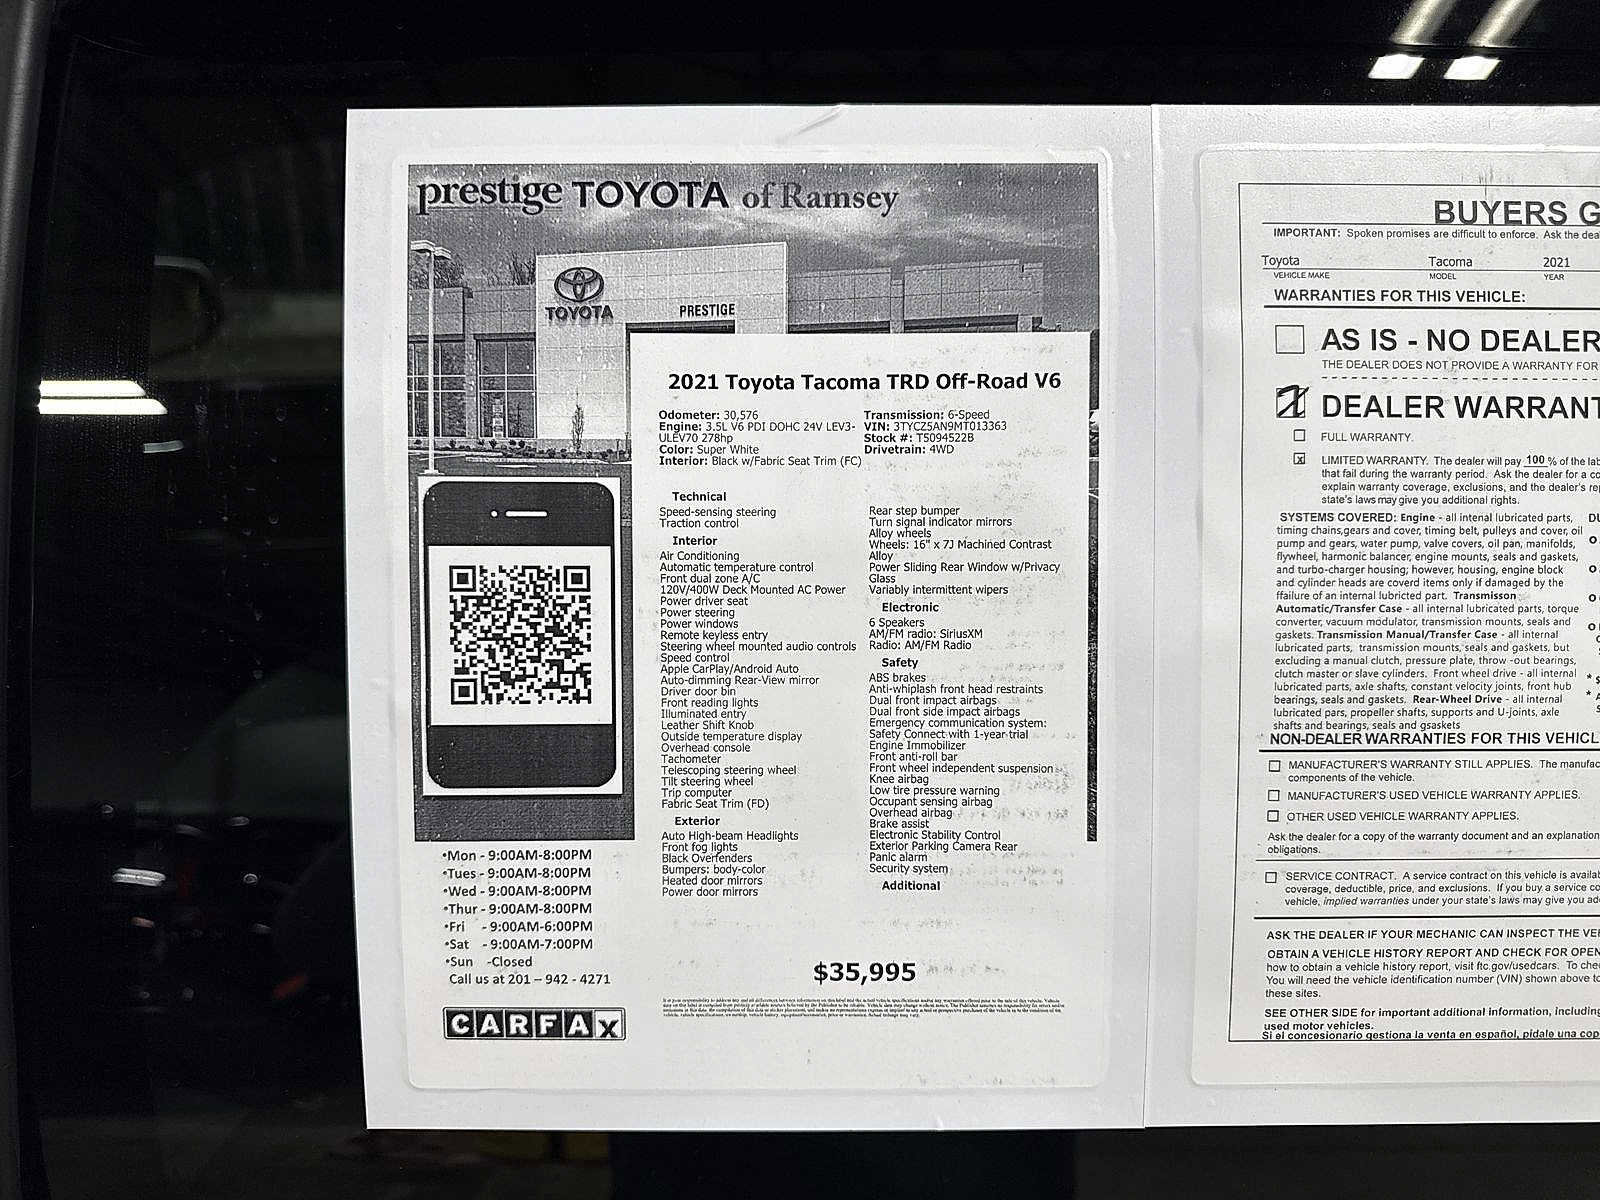 prestige TOYOTA of Ramsey
TOYOTA
PRESTIGE
2021 Toyota Tacoma TRD Off-Road V6
Odometer: 30,576
Engine: 3.5L V6 PDI DOHC 24V LEV3-
ULEV70 278hp
Color: Super White
Interior: Black w/Fabric Seat Trim (FC)
Transmission: 6-Speed
VIN: 3TYCZ5AN9MT013363
Stock #: T5094522B
Drivetrain: 4WD
Technical
Speed-sensing steering
Traction control
Interior
Air Conditioning
Automatic temperature control
Front dual zone A/C
120V/400W Deck Mounted AC Power
Power driver seat
Power steering
Power windows
Remote keyless entry
Steering wheel mounted audio controls
Speed control
Apple CarPlay/Android Auto
Auto-dimming Rear-View mirror
Driver door bin
Front reading lights
Illuminated entry
Leather Shift Knob
Outside temperature display
Overhead console
Tachometer
Telescoping steering wheel
Tilt steering wheel
Trip computer
Fabric Seat Trim (FD)
Exterior
Auto High-beam Headlights
Front fog lights
Black Overfenders
Bumpers: body-color
Heated door mirrors
Power door mirrors
Rear step bumper
Turn signal indicator mirrors
Alloy wheels
Wheels: 16" x 7J Machined Contrast
Alloy
Power Sliding Rear Window w/Privacy
Glass
Variably intermittent wipers
Electronic
6 Speakers
AM/FM radio: SiriusXM
Radio: AM/FM Radio
Safety
ABS brakes
Anti-whiplash front head restraints
Dual front impact airbags
Dual front side impact airbags
Emergency communication system:
Safety Connect with 1-year trial
Engine Immobilizer
Front anti-roll bar
Front wheel independent suspension
Knee airbag
Low tire pressure warning
Occupant sensing airbag
Overhead airbag
Brake assist
Electronic Stability Control
Exterior Parking Camera Rear
Panic alarm
Security system
Additional
$35,995
•Mon - 9:00AM-8:00PM
•Tues - 9:00AM-8:00PM
•Wed - 9:00AM-8:00PM
•Thur - 9:00AM-8:00PM
•Fri - 9:00AM-6:00PM
•Sat - 9:00AM-7:00PM
•Sun -Closed
Call us at 201 – 942 - 4271
CARFAX
BUYERS G
IMPORTANT: Spoken promises are difficult to enforce. Ask the dea
Toyota Tacoma 2021
VEHICLE MAKE MODEL YEAR
WARRANTIES FOR THIS VEHICLE:
AS IS - NO DEALER
THE DEALER DOES NOT PROVIDE A WARRANTY FOR
DEALER WARRANT
FULL WARRANTY.
LIMITED WARRANTY. The dealer will pay 100 % of the lab
that fail during the warranty period. Ask the dealer for a co
explain warranty coverage, exclusions, and the dealer's re
state's laws may give you additional rights.
SYSTEMS COVERED: Engine - all intenal lubricated parts,
timing chains,gears and cover, timing belt, pulleys and cover, oil
pump and gears, water pump, valve covers, oil pan, manifolds,
flywheel, harmonic balancer, engine mounts, seals and gaskets,
and turbo-charger housing; however, housing, engine block
and cylinder heads are coverd items only if damaged by the
ffailure of an internal lubricted part. Transmisson
Automatic/Transfer Case - all internal lubricated parts, torque
converter, vacuum modulator, transmission mounts, seals and
gaskets. Transmission Manual/Transfer Case - all internal
lubricated parts, transmission mounts, seals and gaskets, but
excluding a manual clutch, pressure plate, throw -out bearings,
clutch master or slave cylinders. Front wheel drive - all internal
lubricated parts, axle shafts, constant velocity joints, front hub
bearings, seals and gaskets. Rear-Wheel Drive - all internal
lubricated pars, propeller shafts, supports and U-joints, axle
shafts and bearings, seals and gsaskets
DU
NON-DEALER WARRANTIES FOR THIS VEHICL
MANUFACTURER'S WARRANTY STILL APPLIES. The manufac
components of the vehicle.
MANUFACTURER'S USED VEHICLE WARRANTY APPLIES.
OTHER USED VEHICLE WARRANTY APPLIES.
Ask the dealer for a copy of the warranty document and an explanation
obligations.
SERVICE CONTRACT. A service contract on this vehicle is availab
coverage, deductible, price, and exclusions. If you buy a service co
vehicle, implied warranties under your state's laws may give you ad
ASK THE DEALER IF YOUR MECHANIC CAN INSPECT THE VEH
OBTAIN A VEHICLE HISTORY REPORT AND CHECK FOR OPEN
how to obtain a vehicle history report, visit ftc.gov/usedcars. To chec
You will need the vehicle identification number (VIN) shown above to
these sites.
SEE OTHER SIDE for important additional information, including
used motor vehicles.
Si el concesionario gestiona la venta en español, pídale una cop